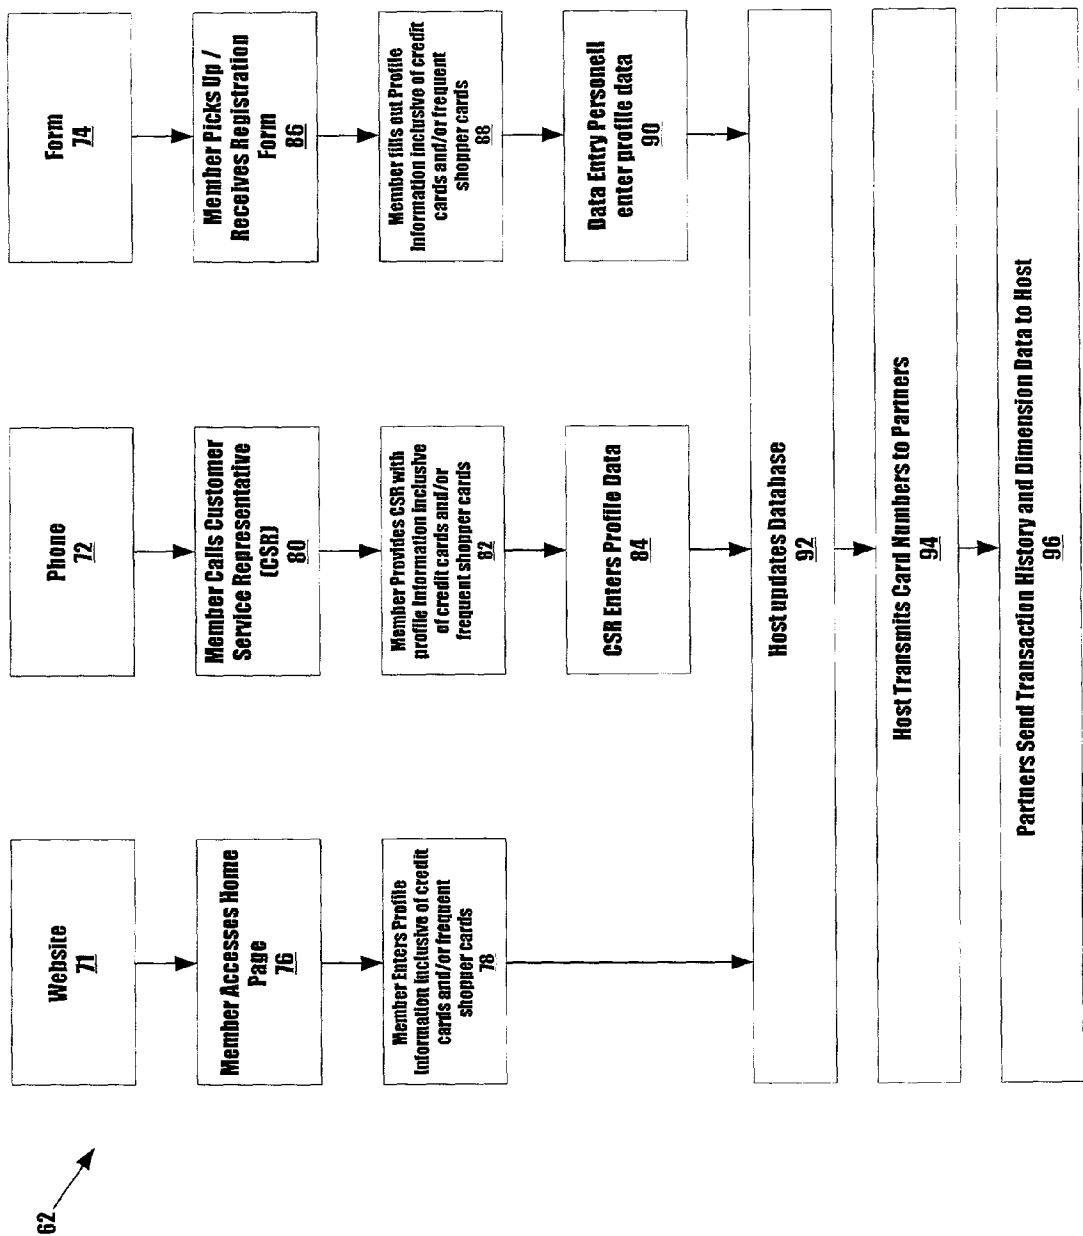 62
Website
71
Member Accesses Home
Page
76
Member Enters Profile
Information inclusive of credit
cards and/or frequent
shopper cards
78
Phone
72
Member Calls Customer
Service Representative
(CSR)
80
Member Provides CSR with
profile Information inclusive
of credit cards and/or
frequent shopper cards
82
CSR Enters Profile Data
84
Form
74
Member Picks Up /
Receives Registration
Form
86
Member fills out Profile
Information inclusive of credit
cards and/or frequent
shopper cards
88
Data Entry Personell
enter profile data
90
Host updates Database
92
Host Transmits Card Numbers to Partners
94
Partners Send Transaction History and Dimension Data to Host
96